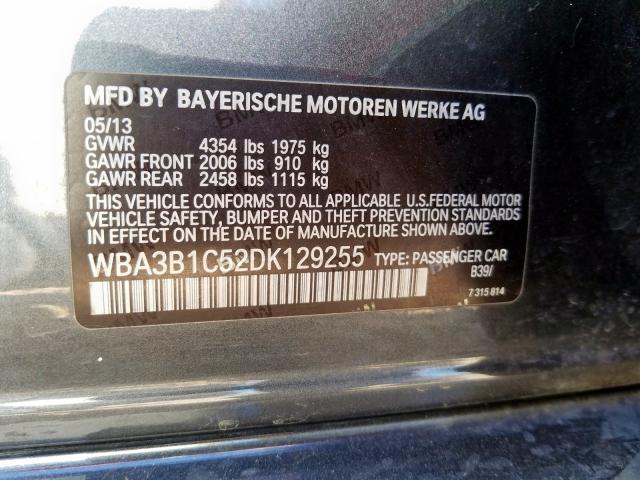 MFD BY BAYERISCHE MOTOREN WERKE AG
05/13
GVWR 4354 lbs 1975 kg
GAWR FRONT 2006 lbs 910 kg
GAWR REAR 2458 lbs 1115 kg
THIS VEHICLE CONFORMS TO ALL APPLICABLE U.S.FEDERAL MOTOR
VEHICLE SAFETY, BUMPER AND THEFT PREVENTION STANDARDS
IN EFFECT ON THE DATE OF MANUFACTURE SHOWN ABOVE.
WBA3B1C52DK129255 TYPE: PASSENGER CAR
B39/
7 315 814